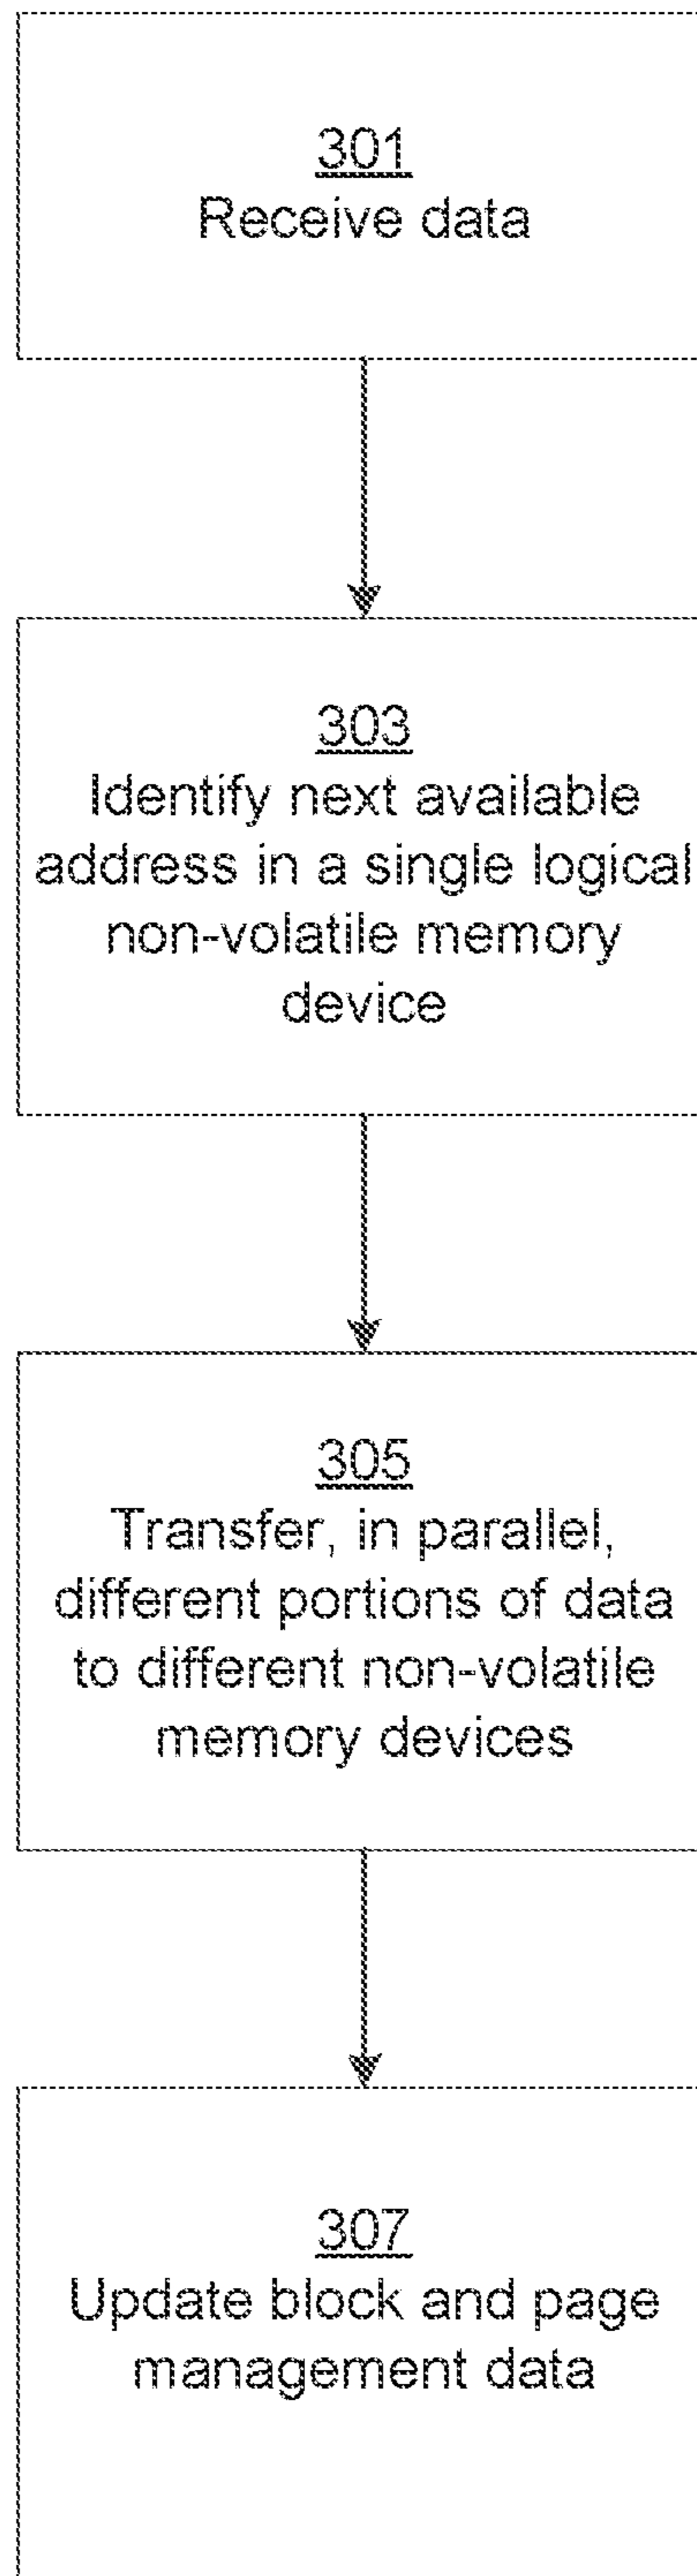 301
Receive data
303
Identify next available
address in a single logical
non-volatile memory
device
305
Transfer, in parallel,
different portions of data
to different non-volatile
memory devices
307
Update block and page
management data